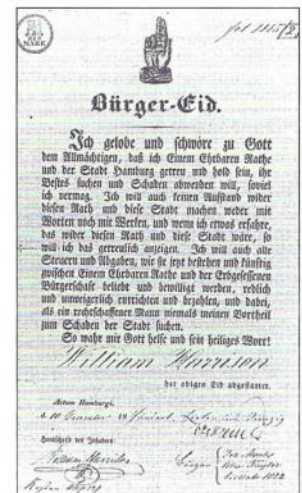 Bürger-Eid.
Ich gelobe und schwöre zu Gott
dem Allmächtigen, daß ich Einem Ehrbaren Rathe
und der Stadt Hamburg getreu und hold sein, ihr
Bestes suchen und Schaden abwenden will, soviel
ich vermag. Ich will auch keinen Aufstand wider
diesen Rath und diese Stadt machen weder mit
Worten noch mit Werken, und wenn ich etwas erfahre,
das wider diesen Rath und diese Stadt wäre, so
will ich das getreulich anzeigen. Ich will auch alle
Steuern und Abgaben, wie sie jetzt bestehen und künftig
zwischen Einem Ehrbaren Rathe und der Erbgesessenen
Bürgerschaft beliebt und bewilligt werden, redlich
und unweigerlich entrichten und bezahlen, und dabei,
als ein rechtschaffener Mann niemals meinen Vortheil
zum Schaden der Stadt suchen.
So wahr mir Gott helfe und sein heiliges Wort!
William Harrison
hat obigen Eid abgestattet.
Actum Hamburgi.
Handschrift des Inhabers: